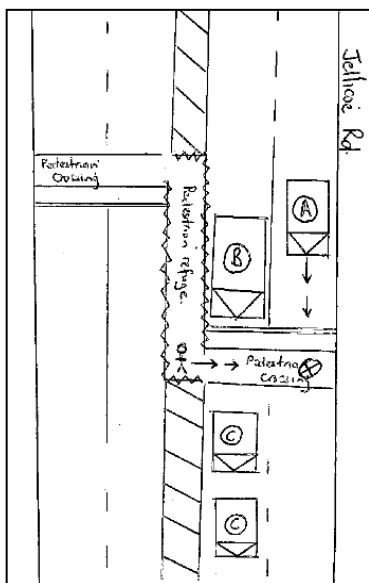 Jellicoe Rd.
Pedestrian
Crossing
A
Pedestrian refuge.
B
Pedestrian
Crossing
C
C